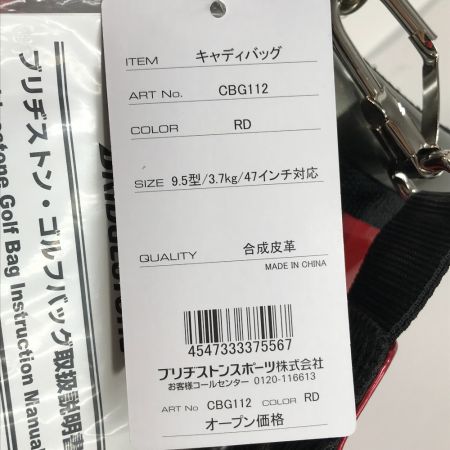 ITEM キャディバッグ
ART No. CBG112
COLOR RD
SIZE 9.5型/3.7kg/47インチ対応
QUALITY 合成皮革
MADE IN CHINA
4547333375567
ブリヂストンスポーツ株式会社
お客様コールセンター 0120-116613
ART No CBG112 COLOR RD
オープン価格
ブリヂストン・ゴルフバッグ取扱説明
Golf Bag Instruction Manual